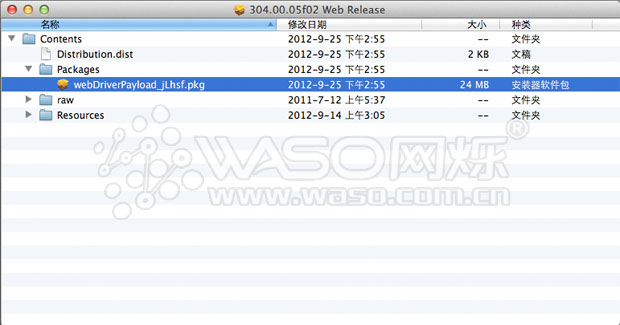 304.00.05f02 Web Release
名称 修改日期 大小 种类
Contents 2012-9-25 下午2:55 -- 文件夹
Distribution.dist 2012-9-25 下午2:55 2 KB 文稿
Packages 2012-9-25 下午2:55 -- 文件夹
webDriverPayload_jLhsf.pkg 2012-9-25 下午2:55 24 MB 安装器软件包
raw 2011-7-12 上午5:37 -- 文件夹
Resources 2012-9-14 上午3:05 -- 文件夹
WASO网烁®
www.waso.com.cn